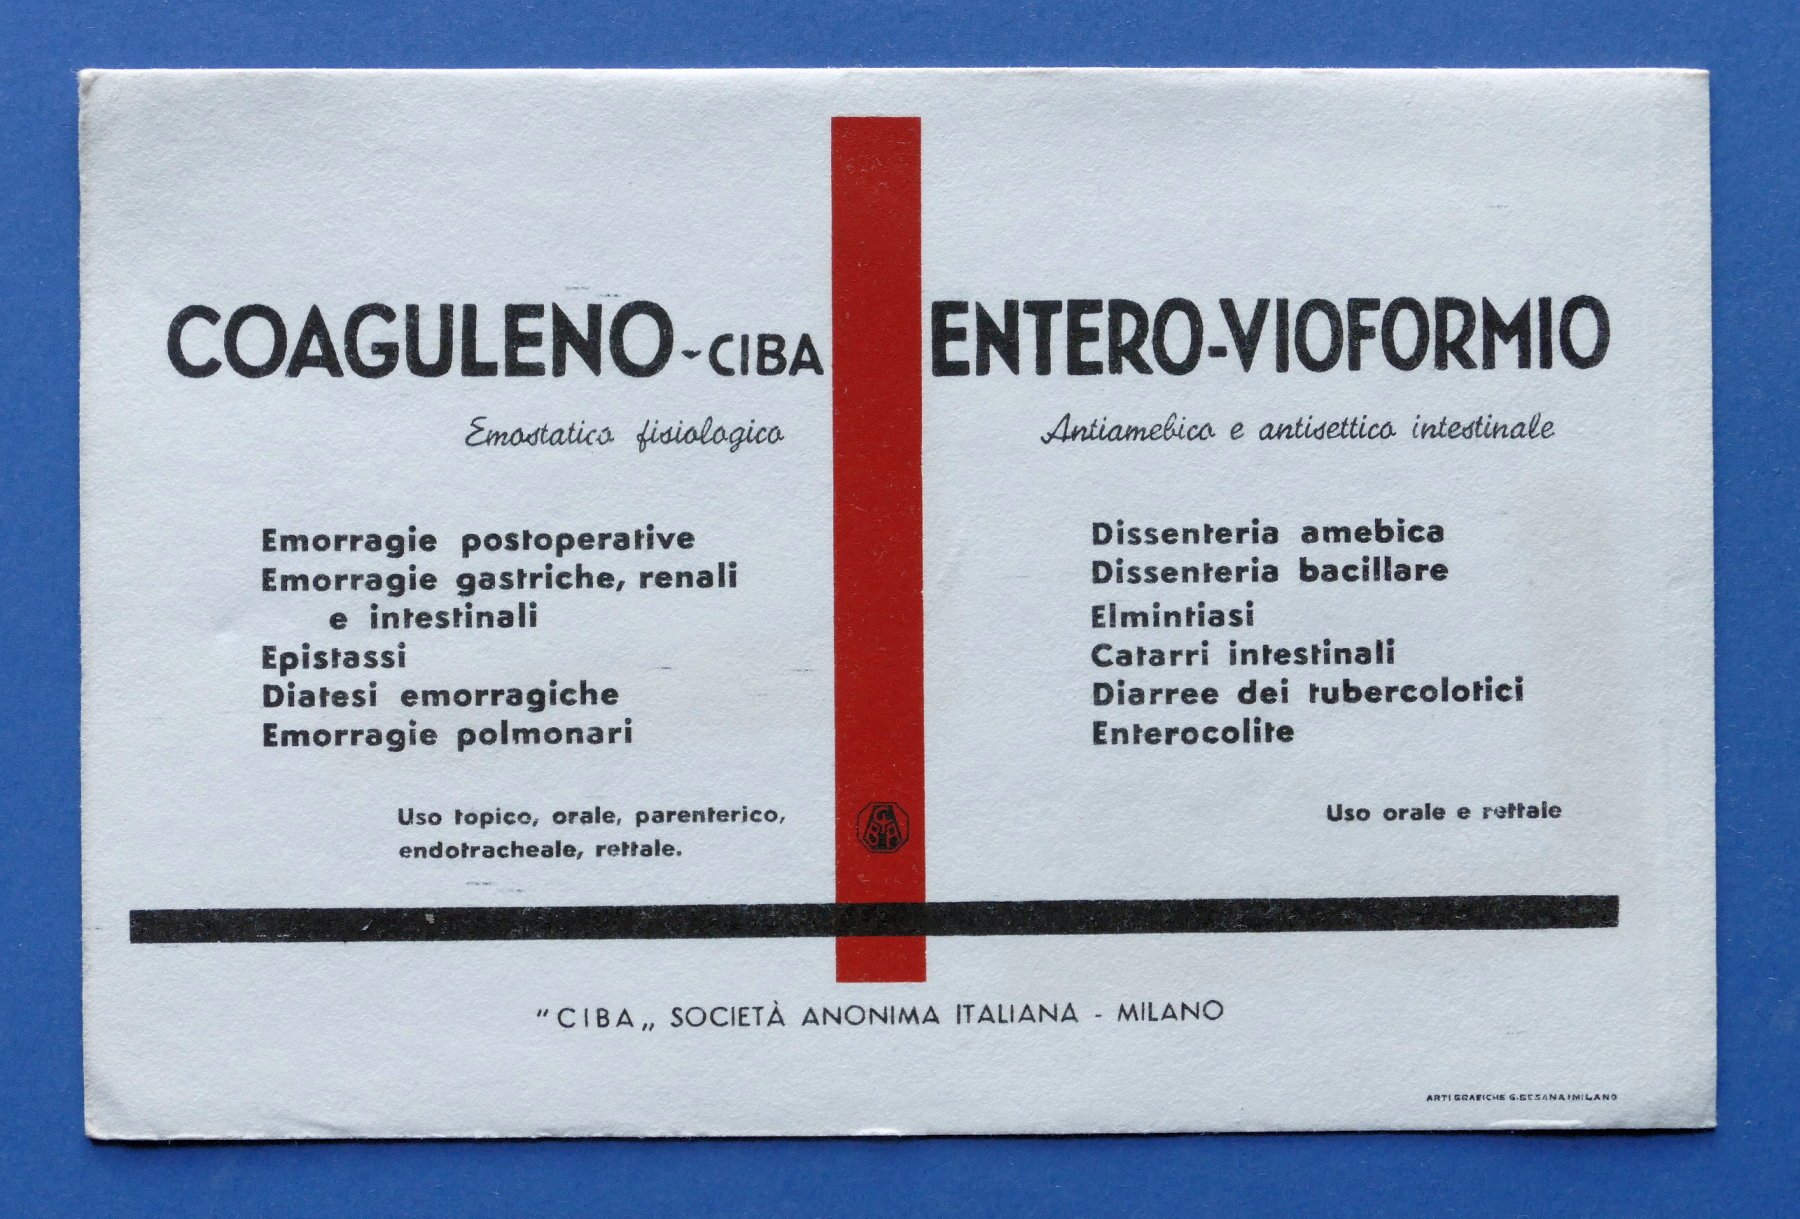 COAGULENO-CIBA
Emostatico fisiologico
Emorragie postoperative
Emorragie gastriche, renali
e intestinali
Epistassi
Diatesi emorragiche
Emorragie polmonari
Uso topico, orale, parenterico,
endotracheale, rettale.
ENTERO-VIOFORMIO
Antiamebico e antisettico intestinale
Dissenteria amebica
Dissenteria bacillare
Elmintiasi
Catarri intestinali
Diarree dei tubercolotici
Enterocolite
Uso orale e rettale
CIBA
"CIBA„ SOCIETÀ ANONIMA ITALIANA - MILANO
ARTI GRAFICHE G. BESANA/MILANO